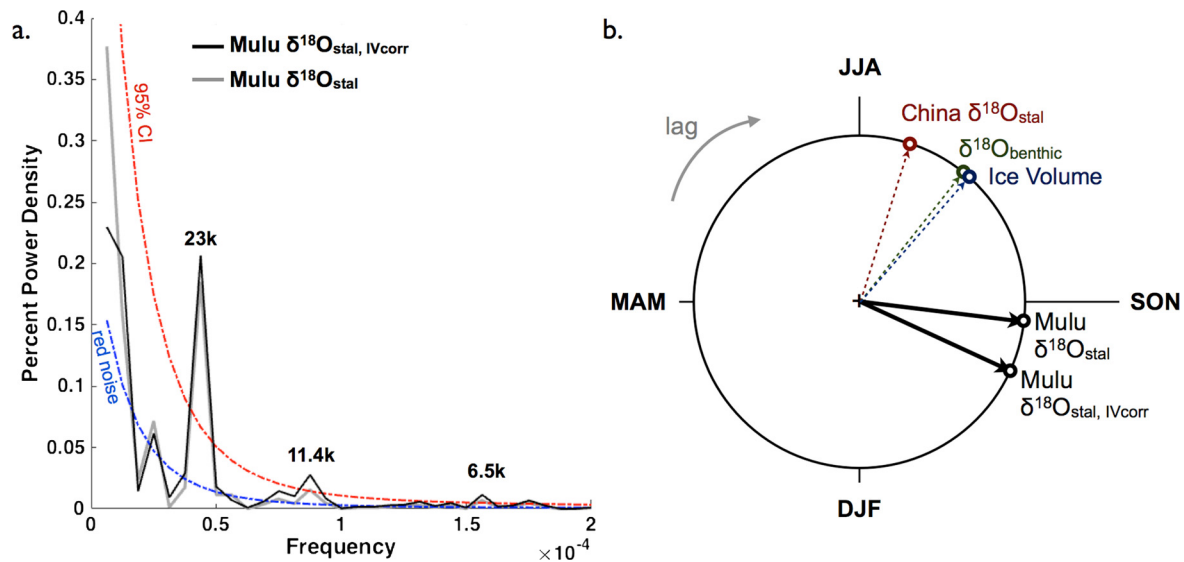 a.
Mulu δ¹⁸Ostal, IVcorr
Mulu δ¹⁸Ostal
95% CI
red noise
23k
11.4k
6.5k
Percent Power Density
0.4
0.35
0.3
0.25
0.2
0.15
0.1
0.05
0
0
0.5
1
1.5
2
×10⁻⁴
Frequency
b.
JJA
lag
China δ¹⁸Ostal
δ¹⁸Obenthic
Ice Volume
MAM
SON
Mulu
δ¹⁸Ostal
Mulu
δ¹⁸Ostal, IVcorr
DJF